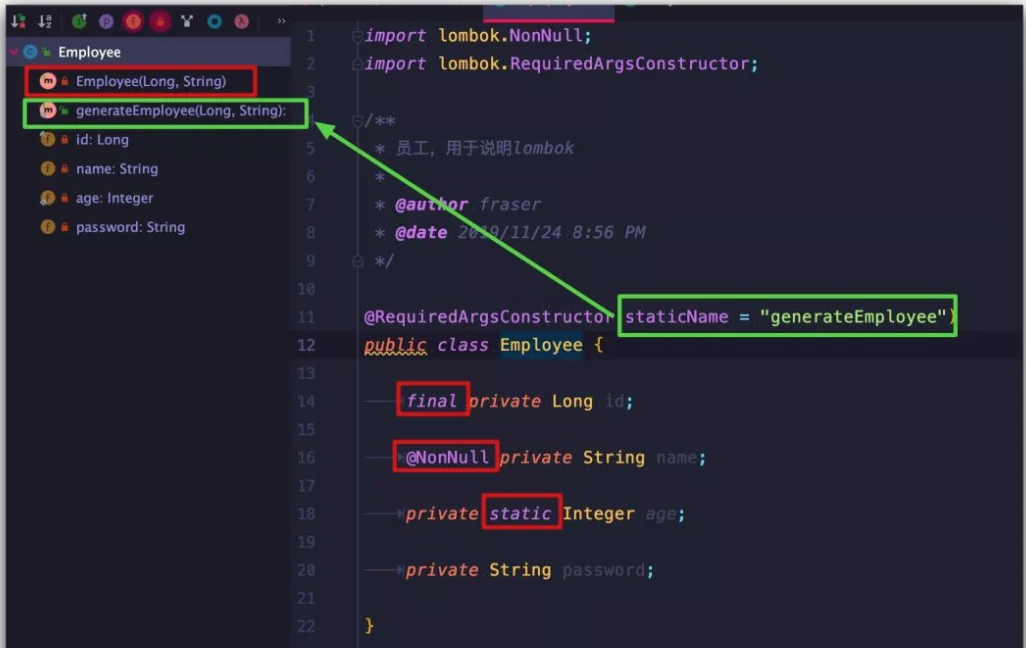 Employee
Employee(Long, String)
generateEmployee(Long, String):
id: Long
name: String
age: Integer
password: String
1 import lombok.NonNull;
2 import lombok.RequiredArgsConstructor;
3
4 /**
5 * 员工，用于说明lombok
6 *
7 * @author fraser
8 * @date 2019/11/24 8:56 PM
9 */
10
11 @RequiredArgsConstructor staticName = "generateEmployee")
12 public class Employee {
13
14 final private Long id;
15
16 @NonNull private String name;
17
18 private static Integer age;
19
20 private String password;
21
22 }